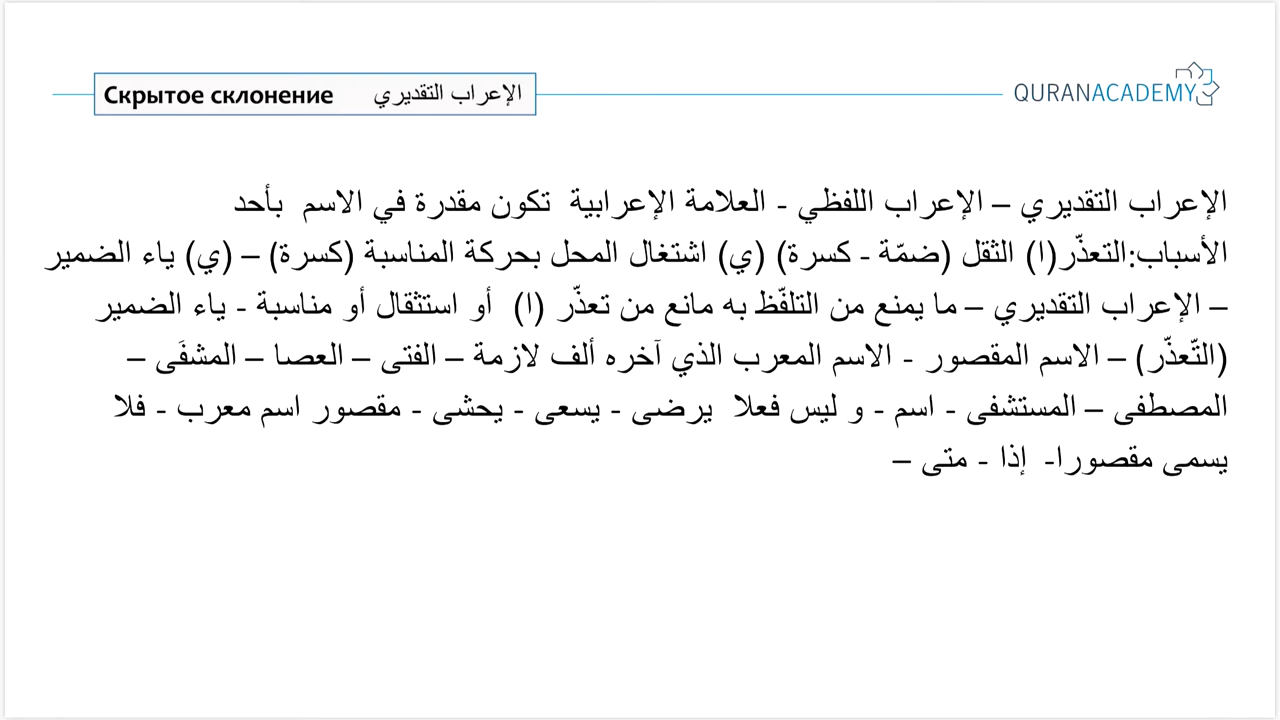 Скрытое склонение الإعراب التقديري
QURANACADEMY
الإعراب التقديري – الإعراب اللفظي - العلامة الإعرابية تكون مقدرة في الاسم بأحد
الأسباب:التعذّر(ا) الثقل (ضمّة - كسرة) (ي) اشتغال المحل بحركة المناسبة (كسرة) – (ي) ياء الضمير
– الإعراب التقديري – ما يمنع من التلفّظ به مانع من تعذّر (ا) أو استثقال أو مناسبة - ياء الضمير
(التّعذّر) – الاسم المقصور - الاسم المعرب الذي آخره ألف لازمة – الفتى – العصا – المشفَى –
المصطفى – المستشفى - اسم - و ليس فعلا يرضى - يسعى - يحشى - مقصور اسم معرب - فلا
يسمى مقصورا- إذا - متى –